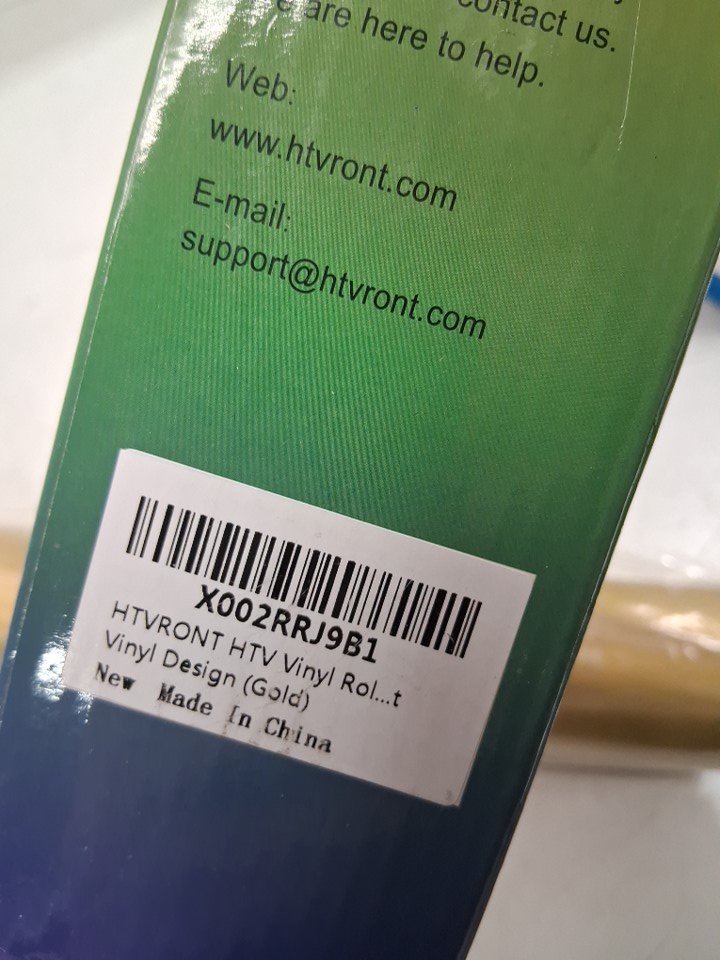 contact us.
are here to help.
Web:
www.htvront.com
E-mail:
support@htvront.com
X002RRJ9B1
HTVRONT HTV Vinyl Rol...t
Vinyl Design (Gold)
New Made In China